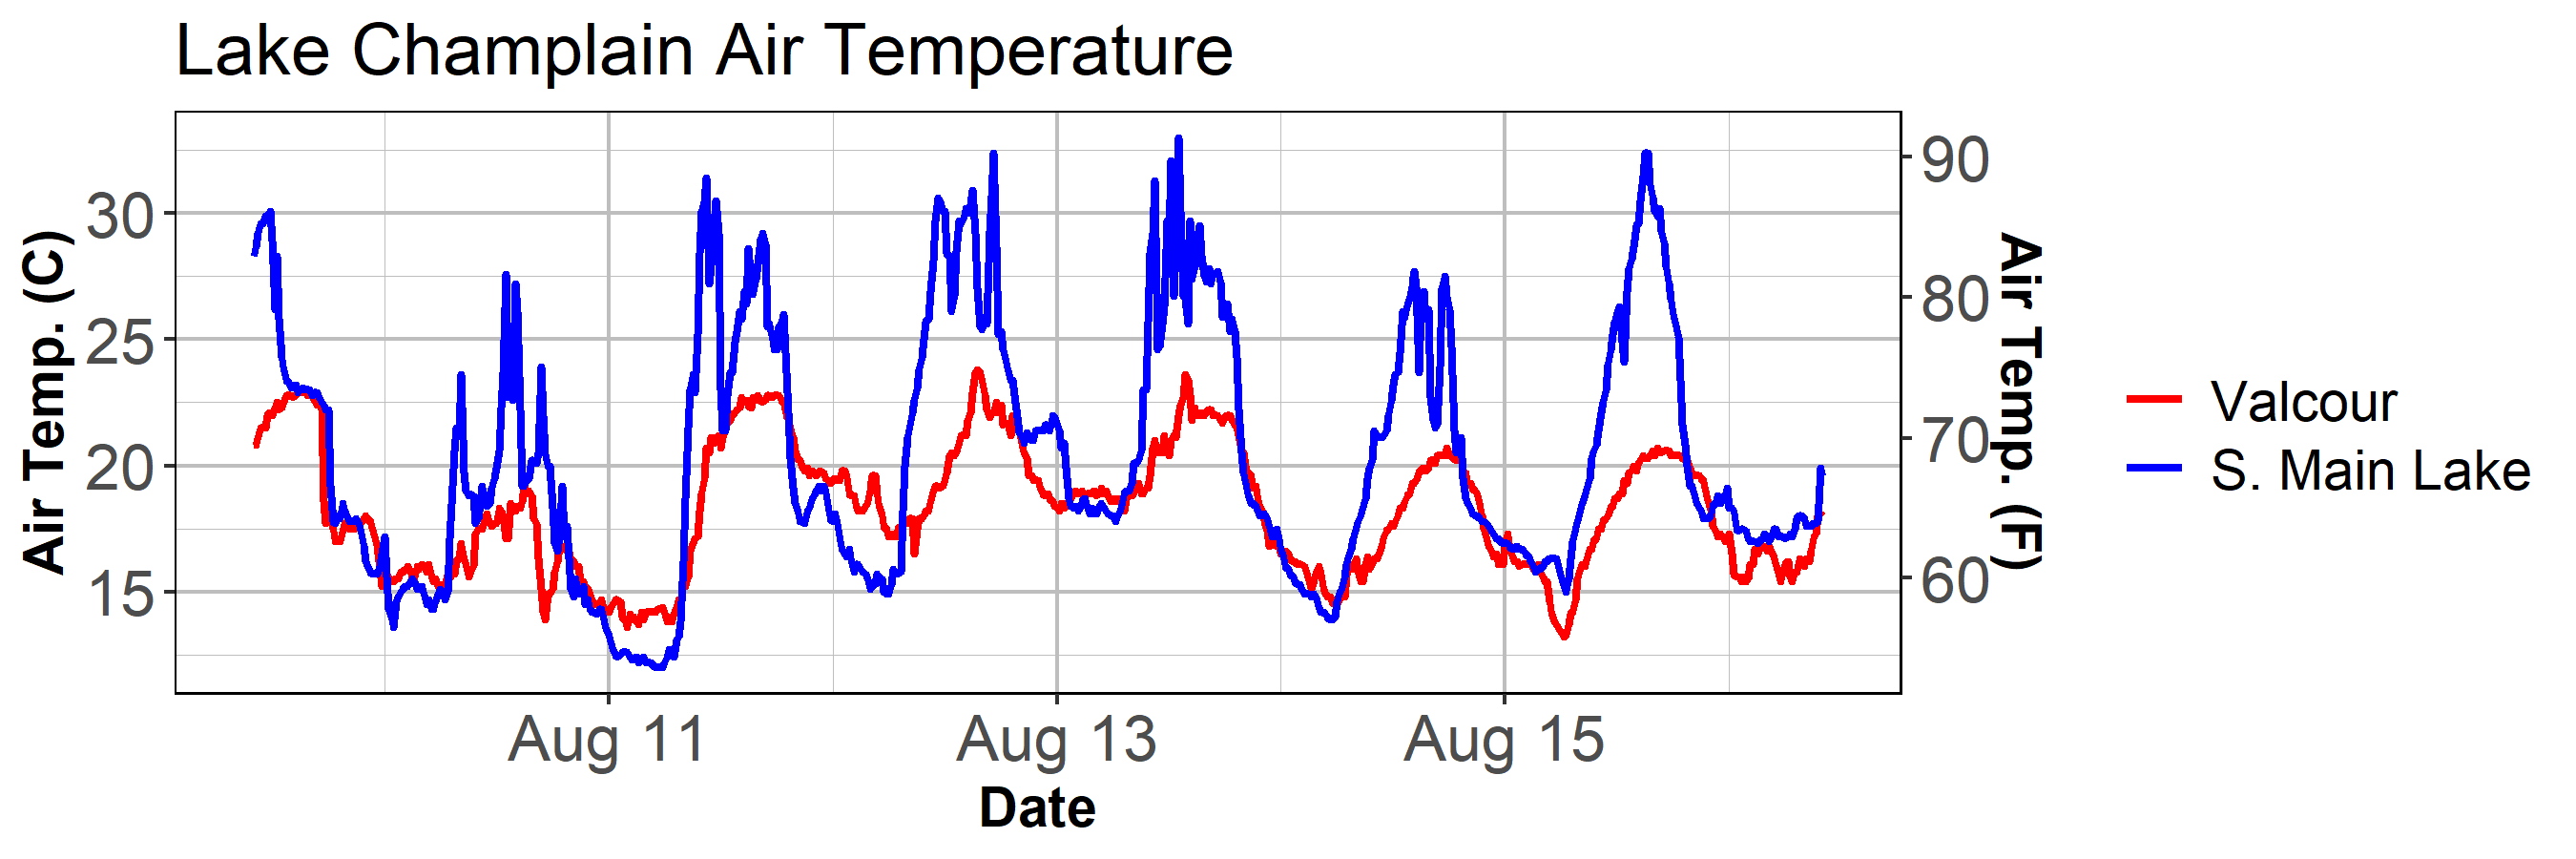 Lake Champlain Air Temperature
Air Temp. (C)
30
25
20
15
90
80
70
60
Air Temp. (F)
Aug 11
Aug 13
Aug 15
Date
Valcour
S. Main Lake